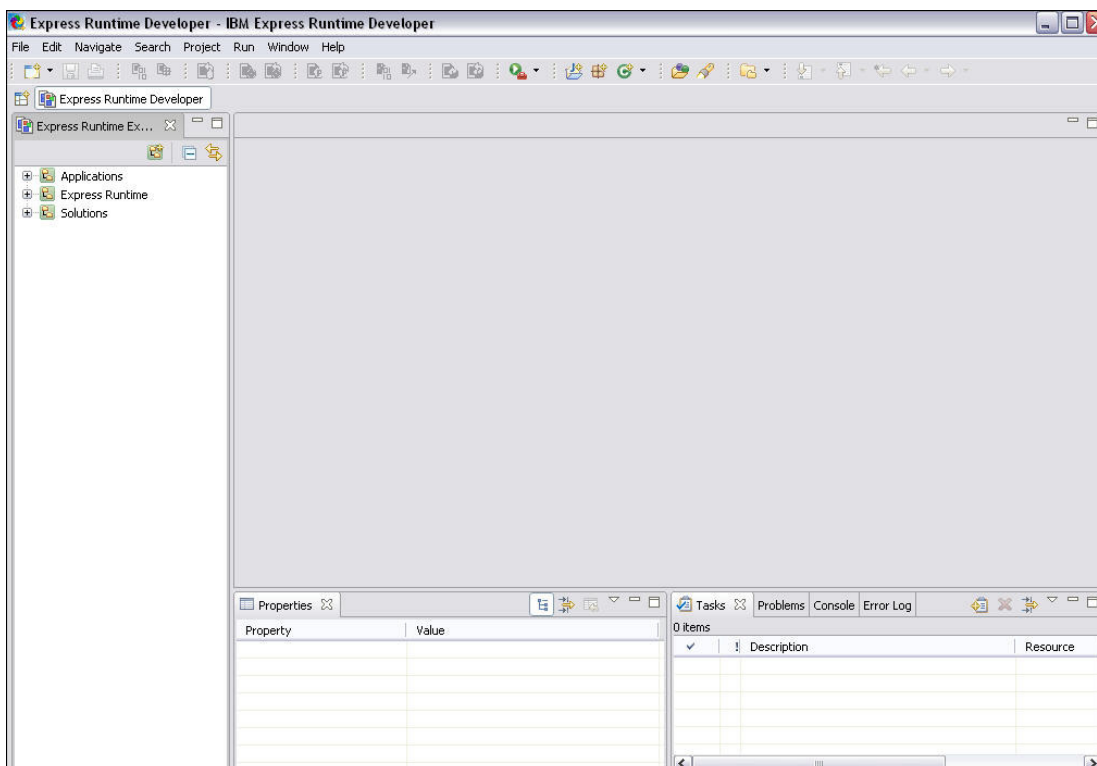 Express Runtime Developer - IBM Express Runtime Developer
File Edit Navigate Search Project Run Window Help
Express Runtime Developer
Express Runtime Ex...
Applications
Express Runtime
Solutions
Properties
Property Value
Tasks Problems Console Error Log
0 items
! Description Resource